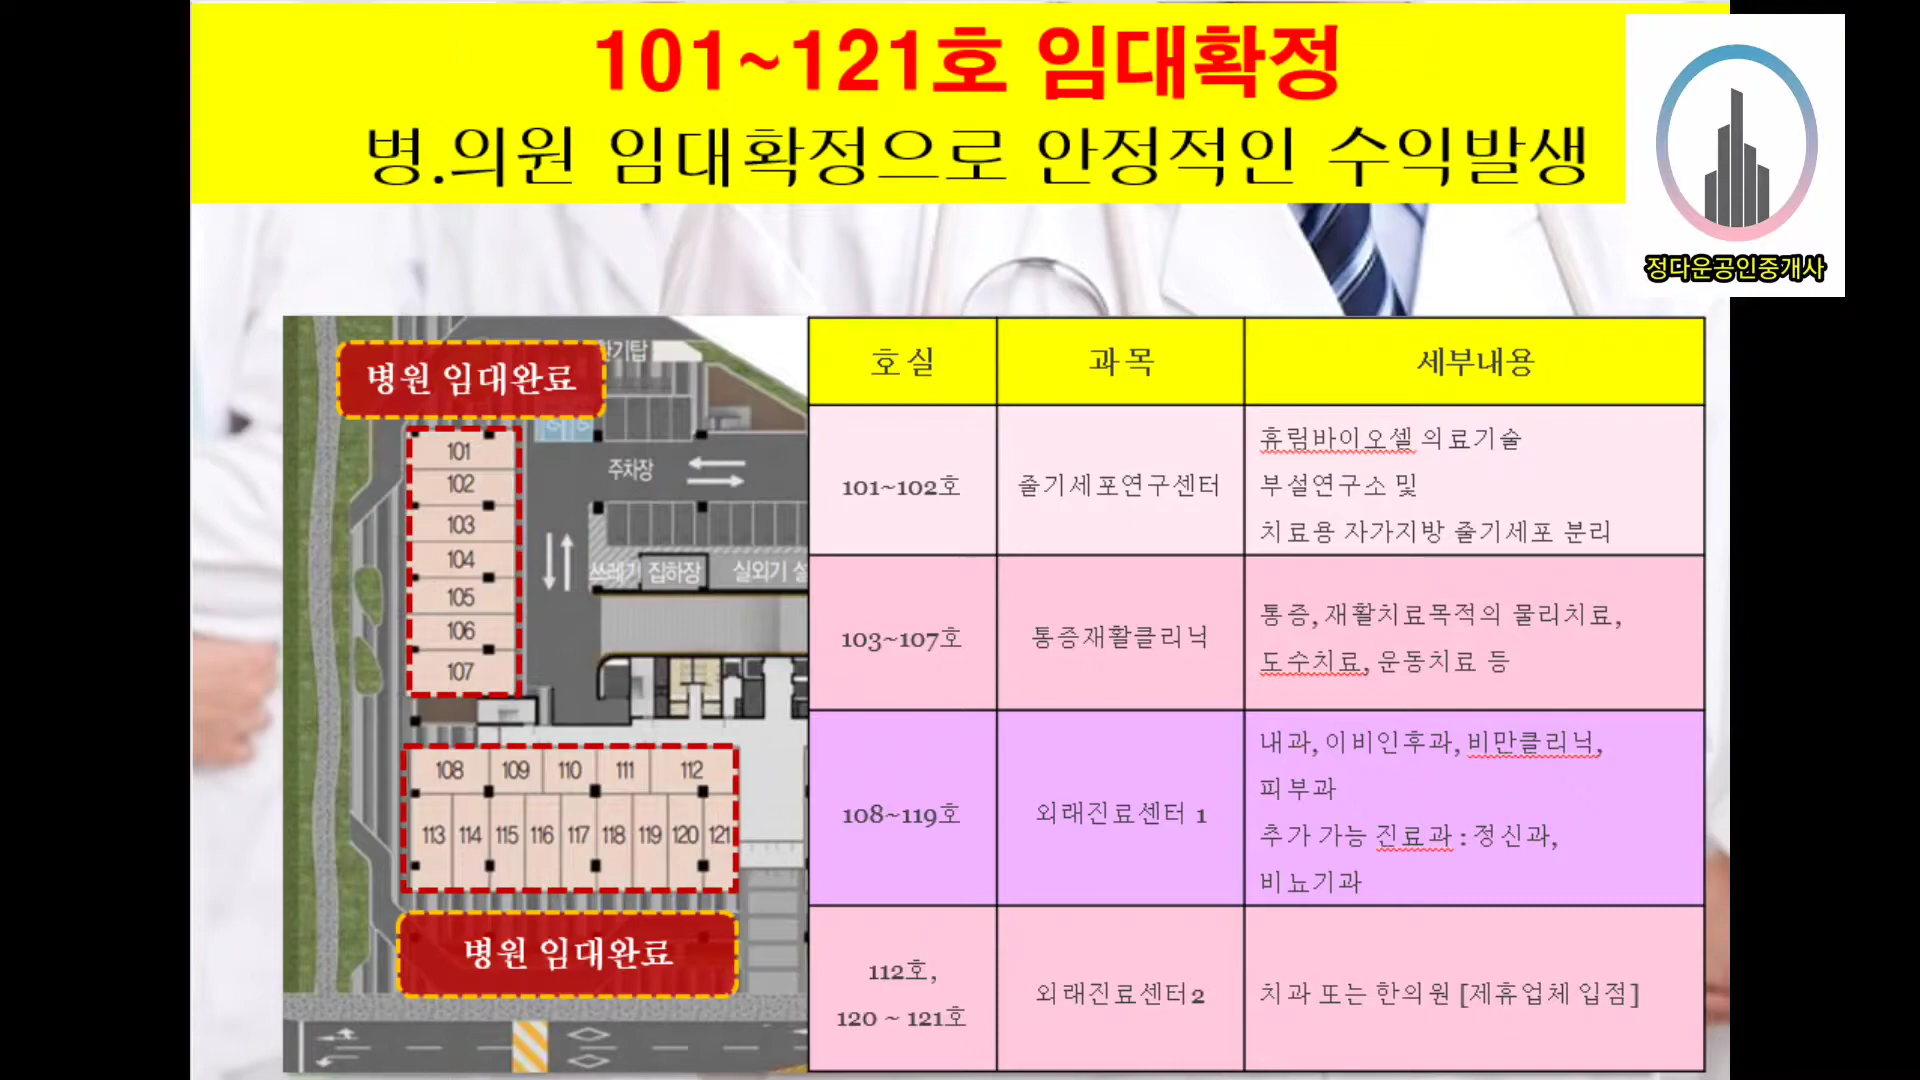 101~121호 임대확정
병.의원 임대확정으로 안정적인 수익발생
정다운공인중개사
병원 임대완료
101
102
103
104
105
106
107
주차장
집하장
실외기
108 109 110 111 112
113 114 115 116 117 118 119 120 121
병원 임대완료
호실 과목 세부내용
101~102호 줄기세포연구센터
휴림바이오셀 의료기술
부설연구소 및
치료용 자가지방 줄기세포 분리
103~107호 통증재활클리닉
통증, 재활치료목적의 물리치료,
도수치료, 운동치료 등
108~119호 외래진료센터 1
내과, 이비인후과, 비만클리닉,
피부과
추가 가능 진료과 : 정신과,
비뇨기과
112호,
120 ~ 121호
외래진료센터2
치과 또는 한의원 [제휴업체 입점]